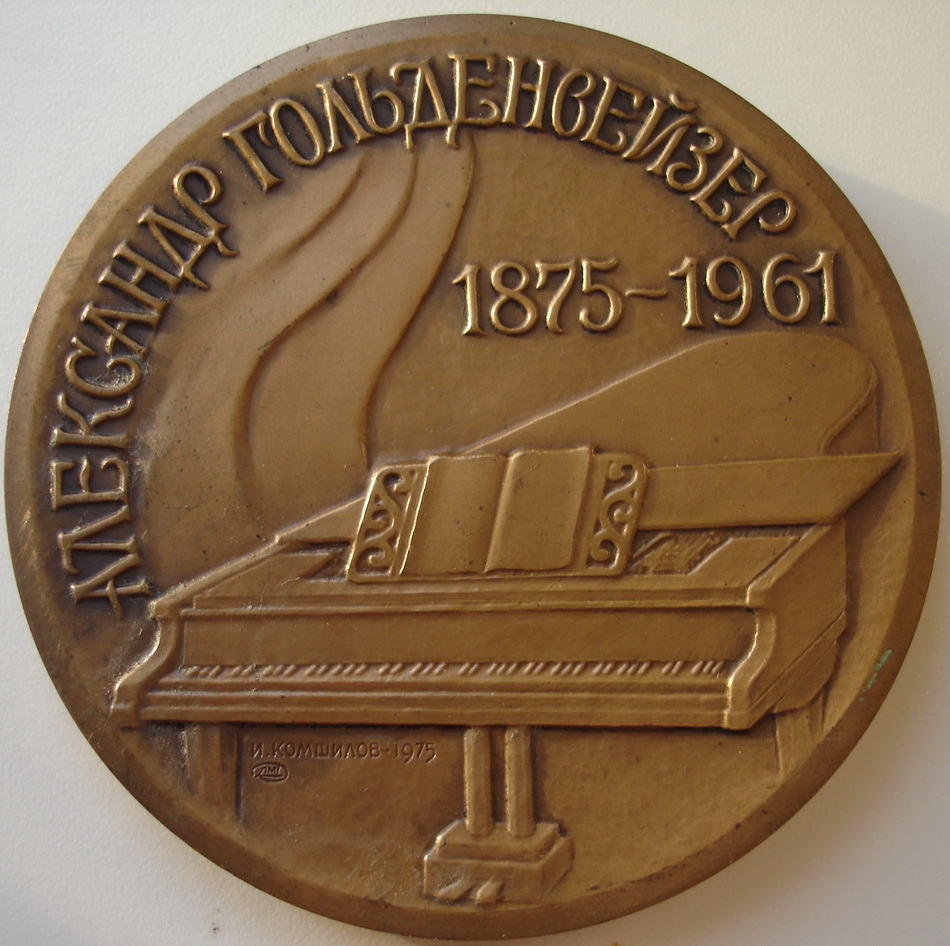 АЛЕКСАНДР ГОЛЬДЕНВЕЙЗЕР
1875-1961
И. КОМШИЛОВ · 1975
ЛМД